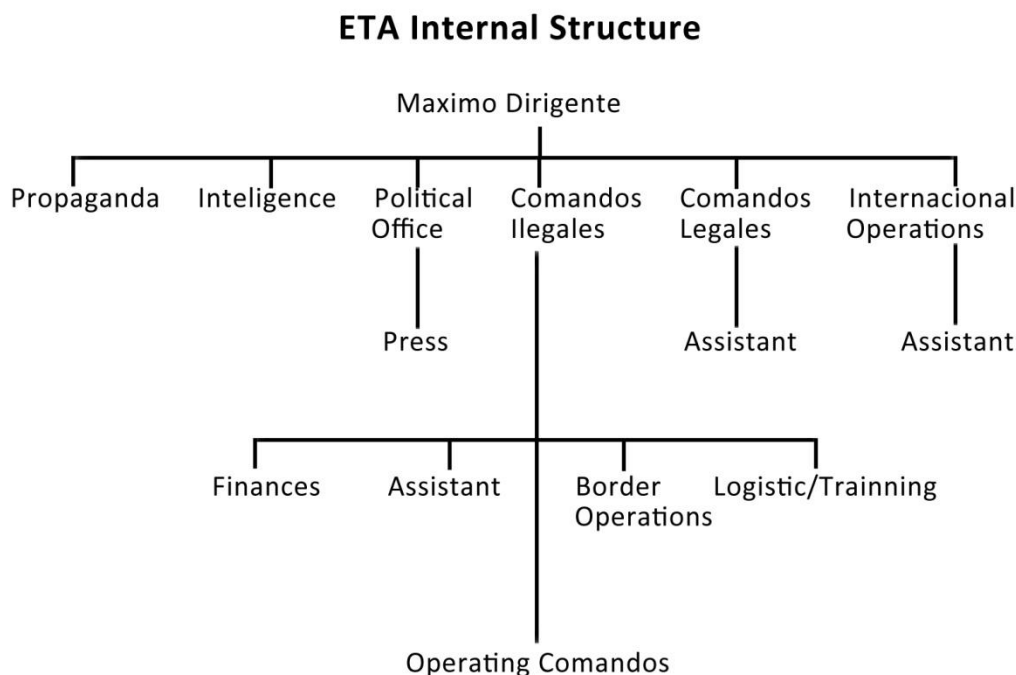 ETA Internal Structure
Maximo Dirigente
Propaganda
Inteligence
Political
Office
Comandos
Ilegales
Comandos
Legales
Internacional
Operations
Press
Assistant
Assistant
Finances
Assistant
Border
Operations
Logistic/Trainning
Operating Comandos